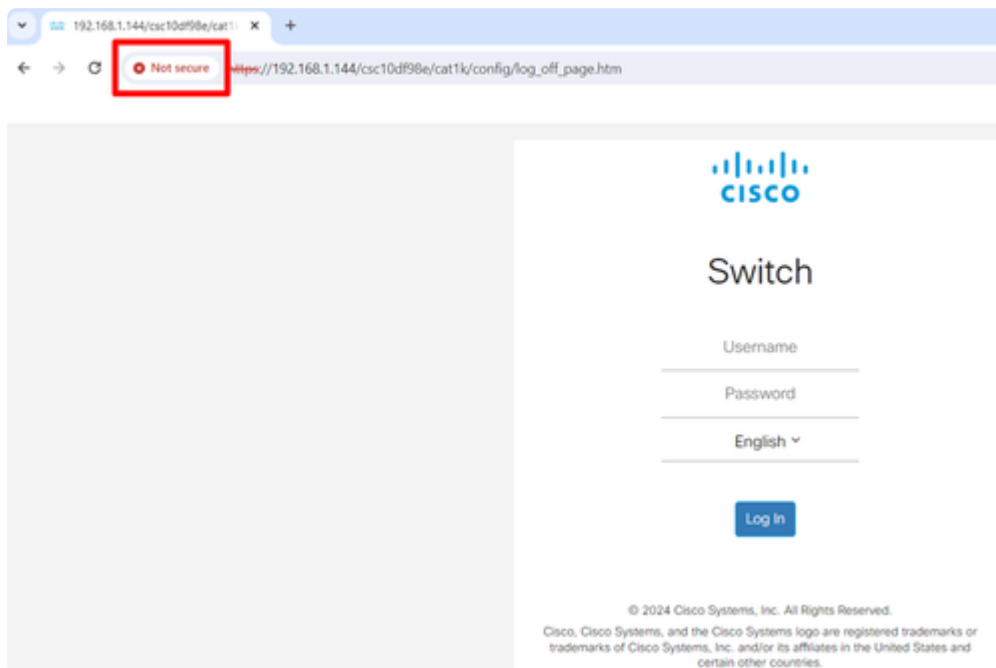 192.168.1.144/csc10df98e/cat1
Not secure https://192.168.1.144/csc10df98e/cat1k/config/log_off_page.htm
CISCO
Switch
Username
Password
English
Log In
© 2024 Cisco Systems, Inc. All Rights Reserved.
Cisco, Cisco Systems, and the Cisco Systems logo are registered trademarks or
trademarks of Cisco Systems, Inc. and/or its affiliates in the United States and
certain other countries.